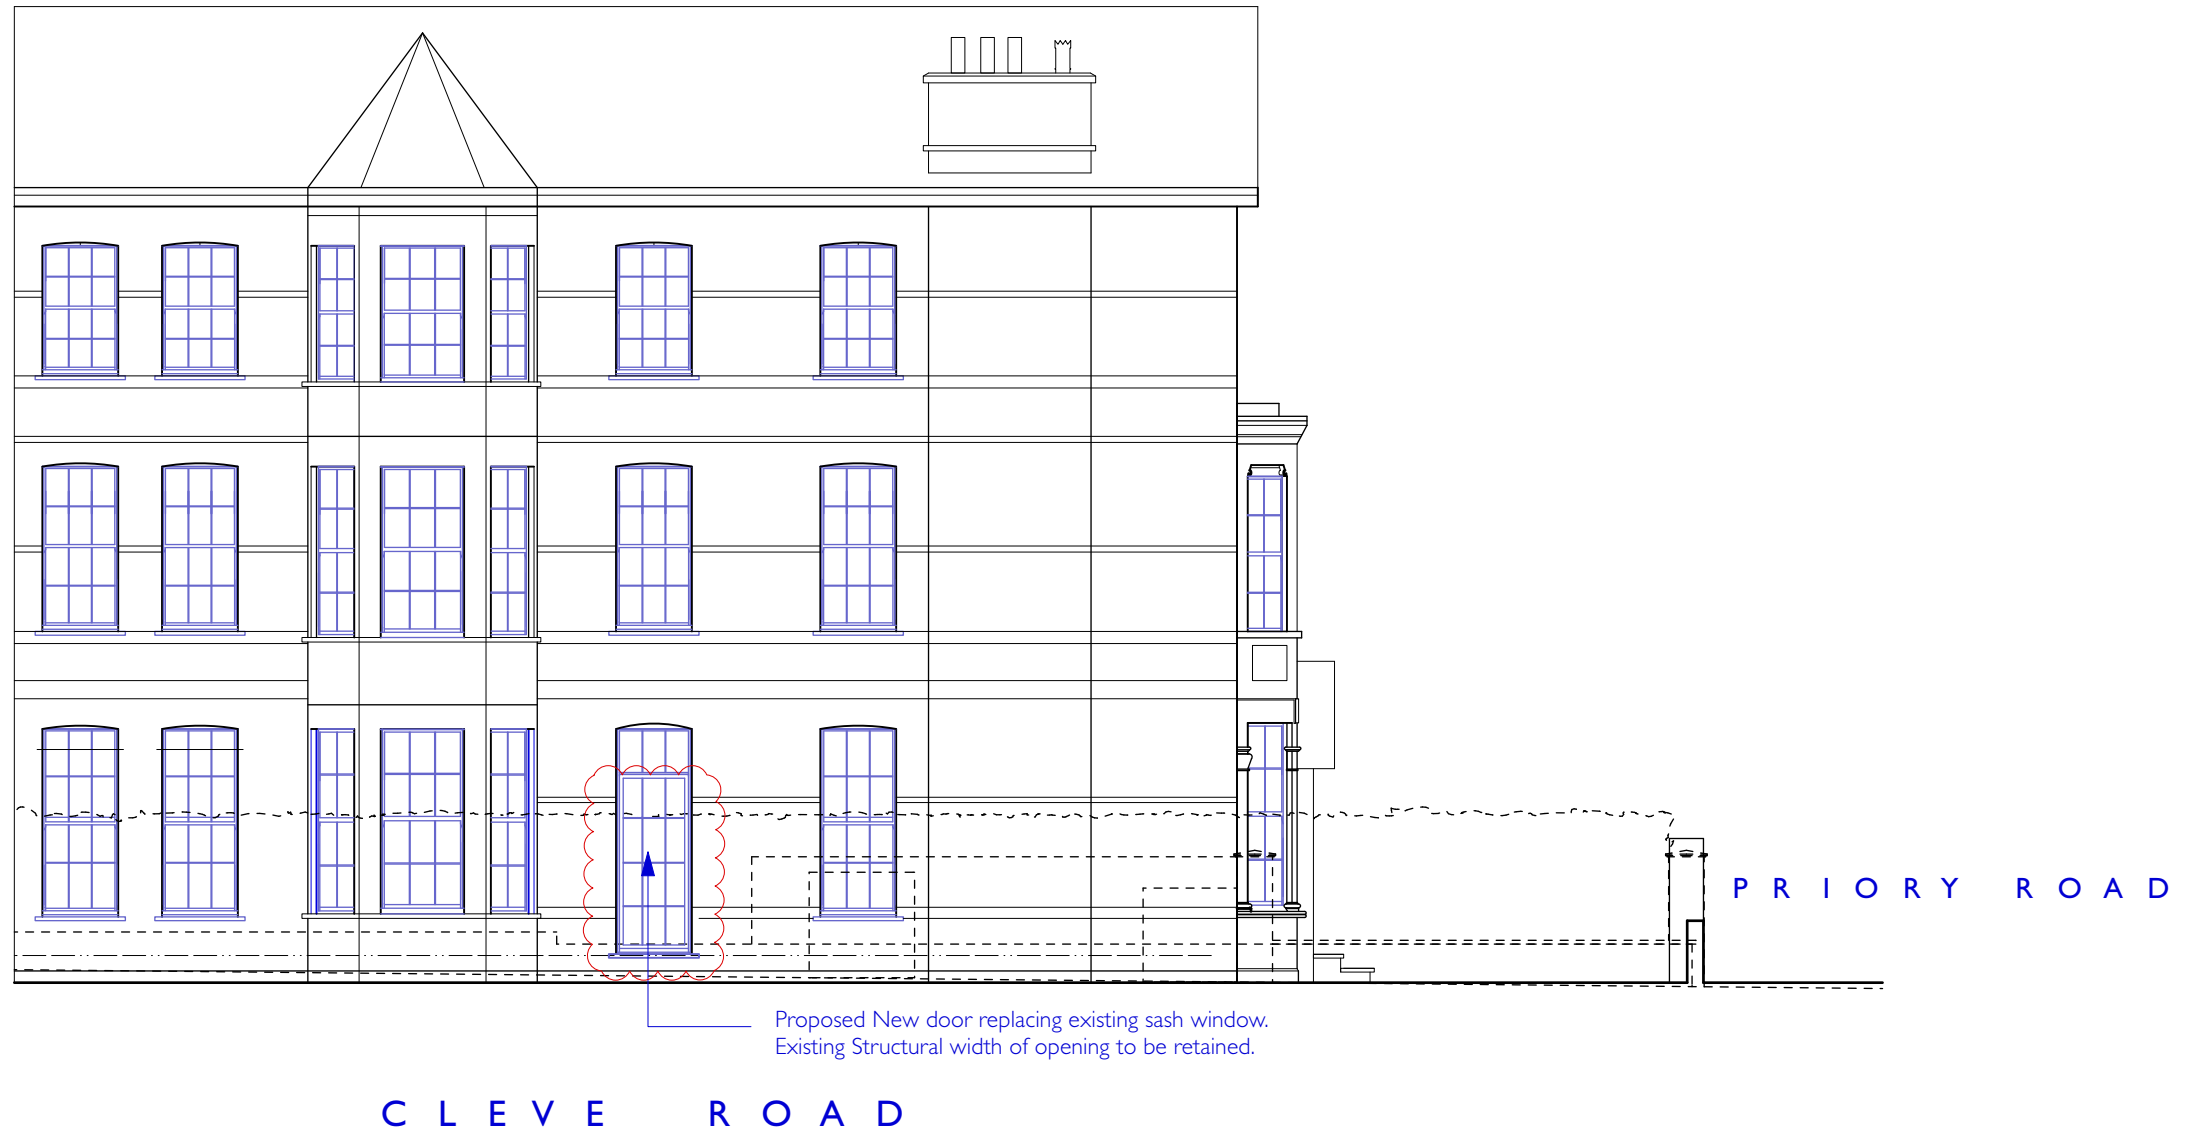 PRIORY ROAD
Proposed New door replacing existing sash window.
Existing Structural width of opening to be retained.
CLEVE ROAD